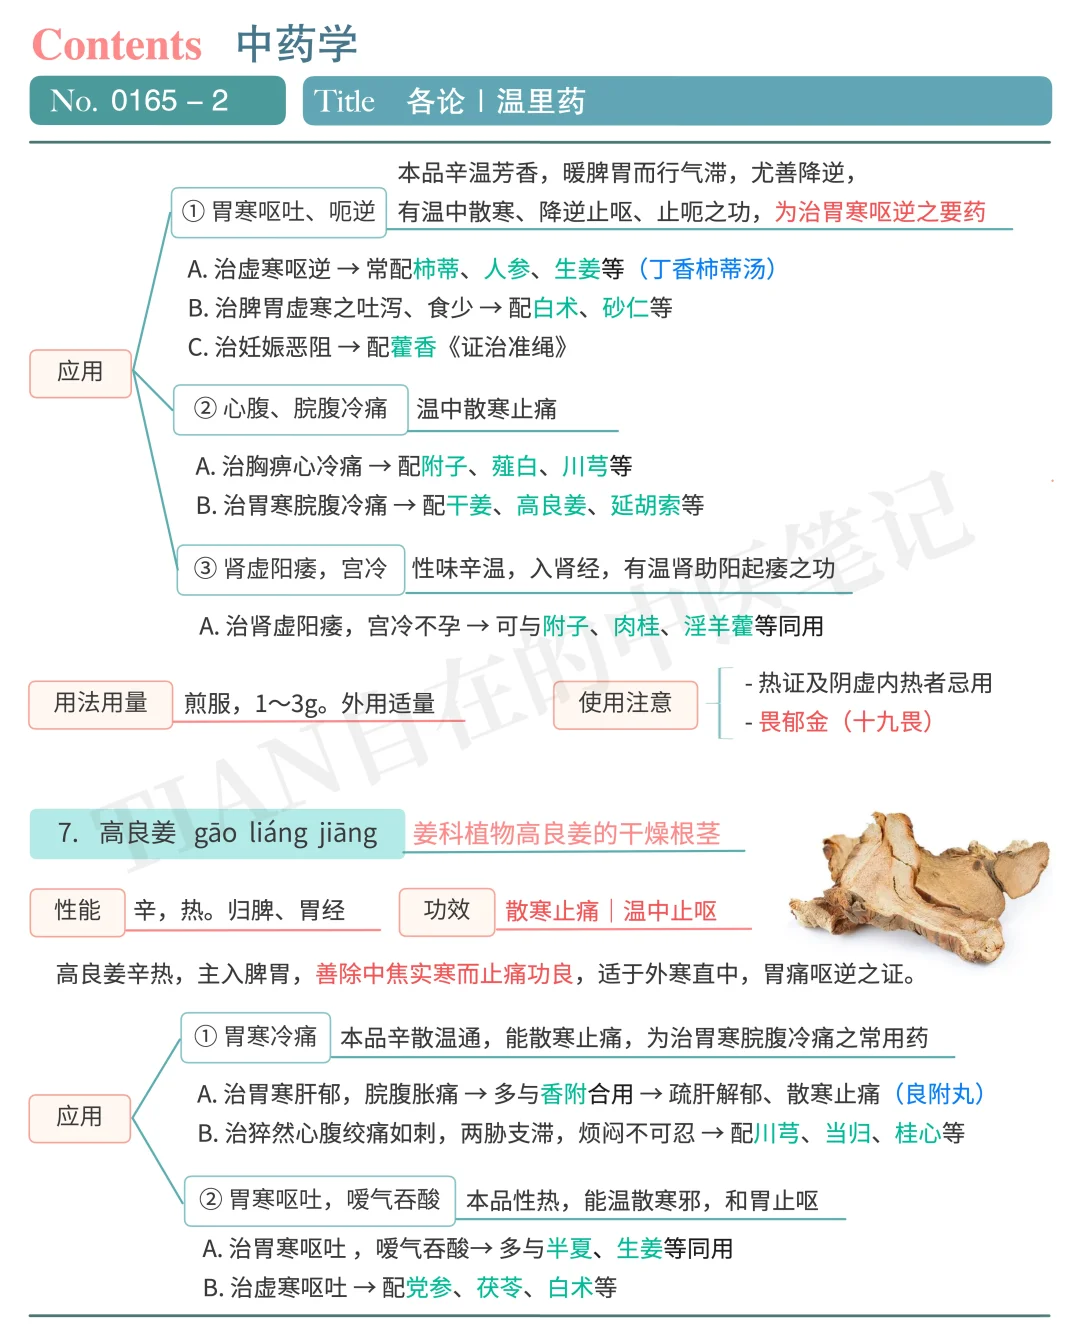 Contents 中药学
No. 0165 – 2
Title 各论 | 温里药
应用
① 胃寒呕吐、呃逆
本品辛温芳香，暖脾胃而行气滞，尤善降逆，
有温中散寒、降逆止呕、止呃之功，为治胃寒呕逆之要药
A. 治虚寒呕逆 → 常配柿蒂、人参、生姜等（丁香柿蒂汤）
B. 治脾胃虚寒之吐泻、食少 → 配白术、砂仁等
C. 治妊娠恶阻 → 配藿香《证治准绳》
② 心腹、脘腹冷痛 温中散寒止痛
A. 治胸痹心冷痛 → 配附子、薤白、川芎等
B. 治胃寒脘腹冷痛 → 配干姜、高良姜、延胡索等
③ 肾虚阳痿，宫冷 性味辛温，入肾经，有温肾助阳起痿之功
A. 治肾虚阳痿，宫冷不孕 → 可与附子、肉桂、淫羊藿等同用
用法用量 煎服，1～3g。外用适量
使用注意
- 热证及阴虚内热者忌用
- 畏郁金（十九畏）
TIAN自在的中医笔记
7. 高良姜 gāo liáng jiāng 姜科植物高良姜的干燥根茎
性能 辛，热。归脾、胃经
功效 散寒止痛｜温中止呕
高良姜辛热，主入脾胃，善除中焦实寒而止痛功良，适于外寒直中，胃痛呕逆之证。
应用
① 胃寒冷痛 本品辛散温通，能散寒止痛，为治胃寒脘腹冷痛之常用药
A. 治胃寒肝郁，脘腹胀痛 → 多与香附合用 → 疏肝解郁、散寒止痛（良附丸）
B. 治猝然心腹绞痛如刺，两胁支滞，烦闷不可忍 → 配川芎、当归、桂心等
② 胃寒呕吐，嗳气吞酸 本品性热，能温散寒邪，和胃止呕
A. 治胃寒呕吐 ，嗳气吞酸→ 多与半夏、生姜等同用
B. 治虚寒呕吐 → 配党参、茯苓、白术等